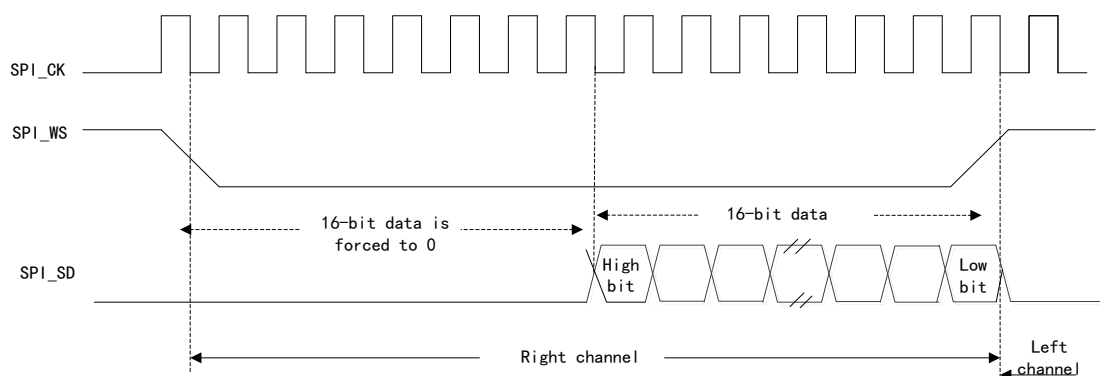 SPI_CK
SPI_WS
16-bit data is
forced to 0
16-bit data
SPI_SD
High
bit
Low
bit
Right channel
Left
channel